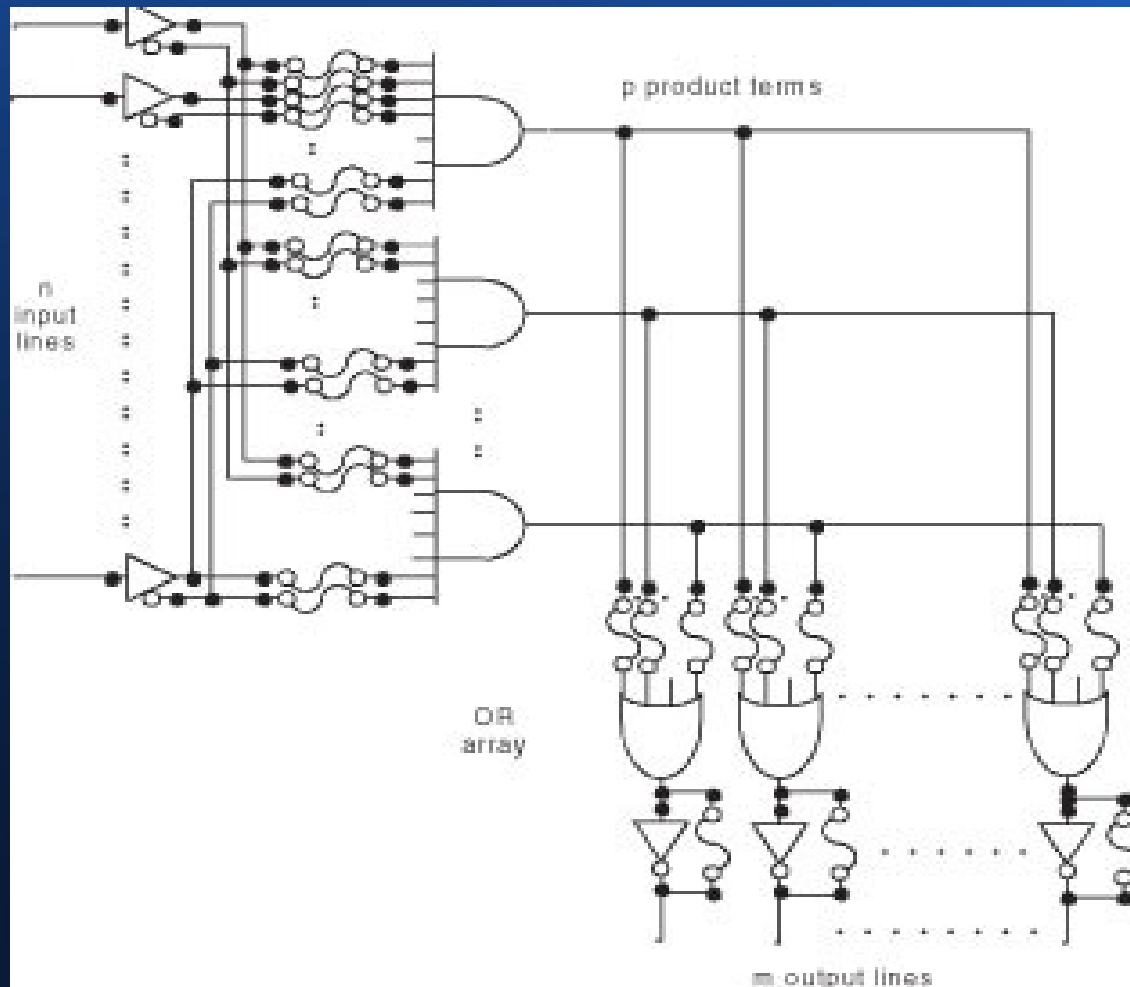 p product terms
n
input
lines
OR
array
m output lines